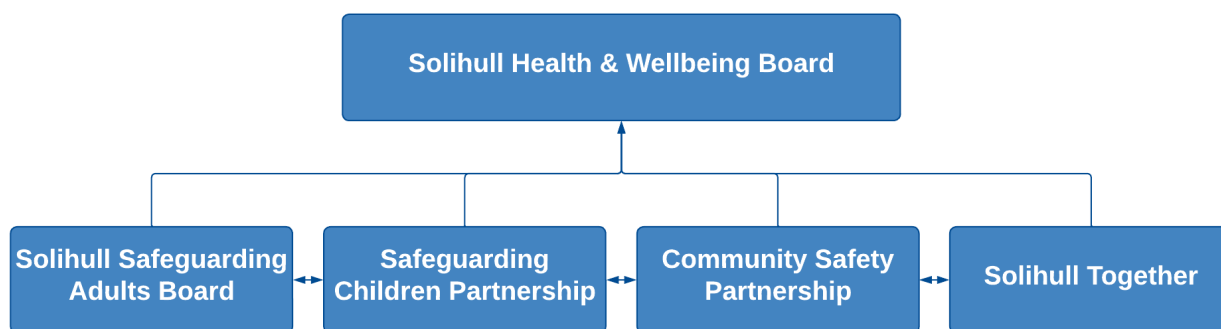 Solihull Health & Wellbeing Board
Solihull Safeguarding
Adults Board
Safeguarding
Children Partnership
Community Safety
Partnership
Solihull Together